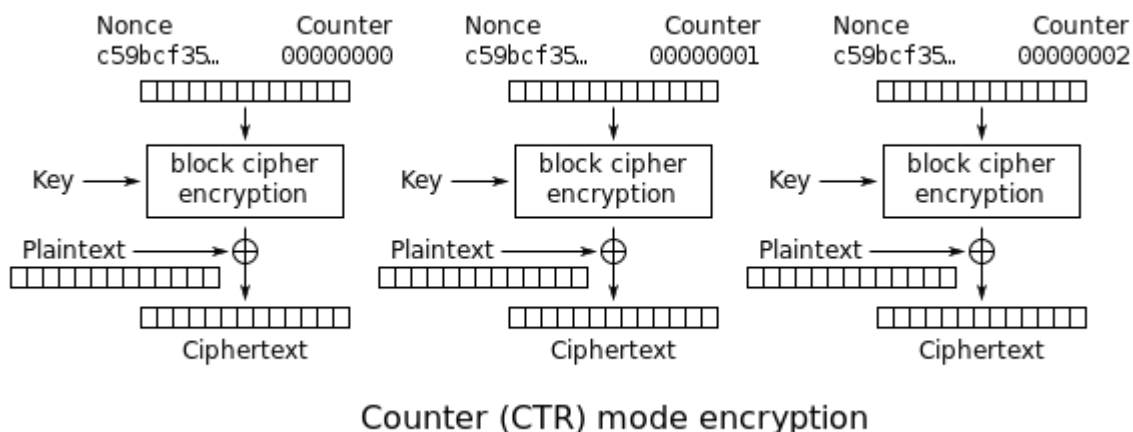 Nonce Counter Nonce Counter Nonce Counter
c59bcf35… 00000000 c59bcf35… 00000001 c59bcf35… 00000002
block cipher block cipher block cipher
Key encryption Key encryption Key encryption
Plaintext Plaintext Plaintext
Ciphertext Ciphertext Ciphertext
Counter (CTR) mode encryption